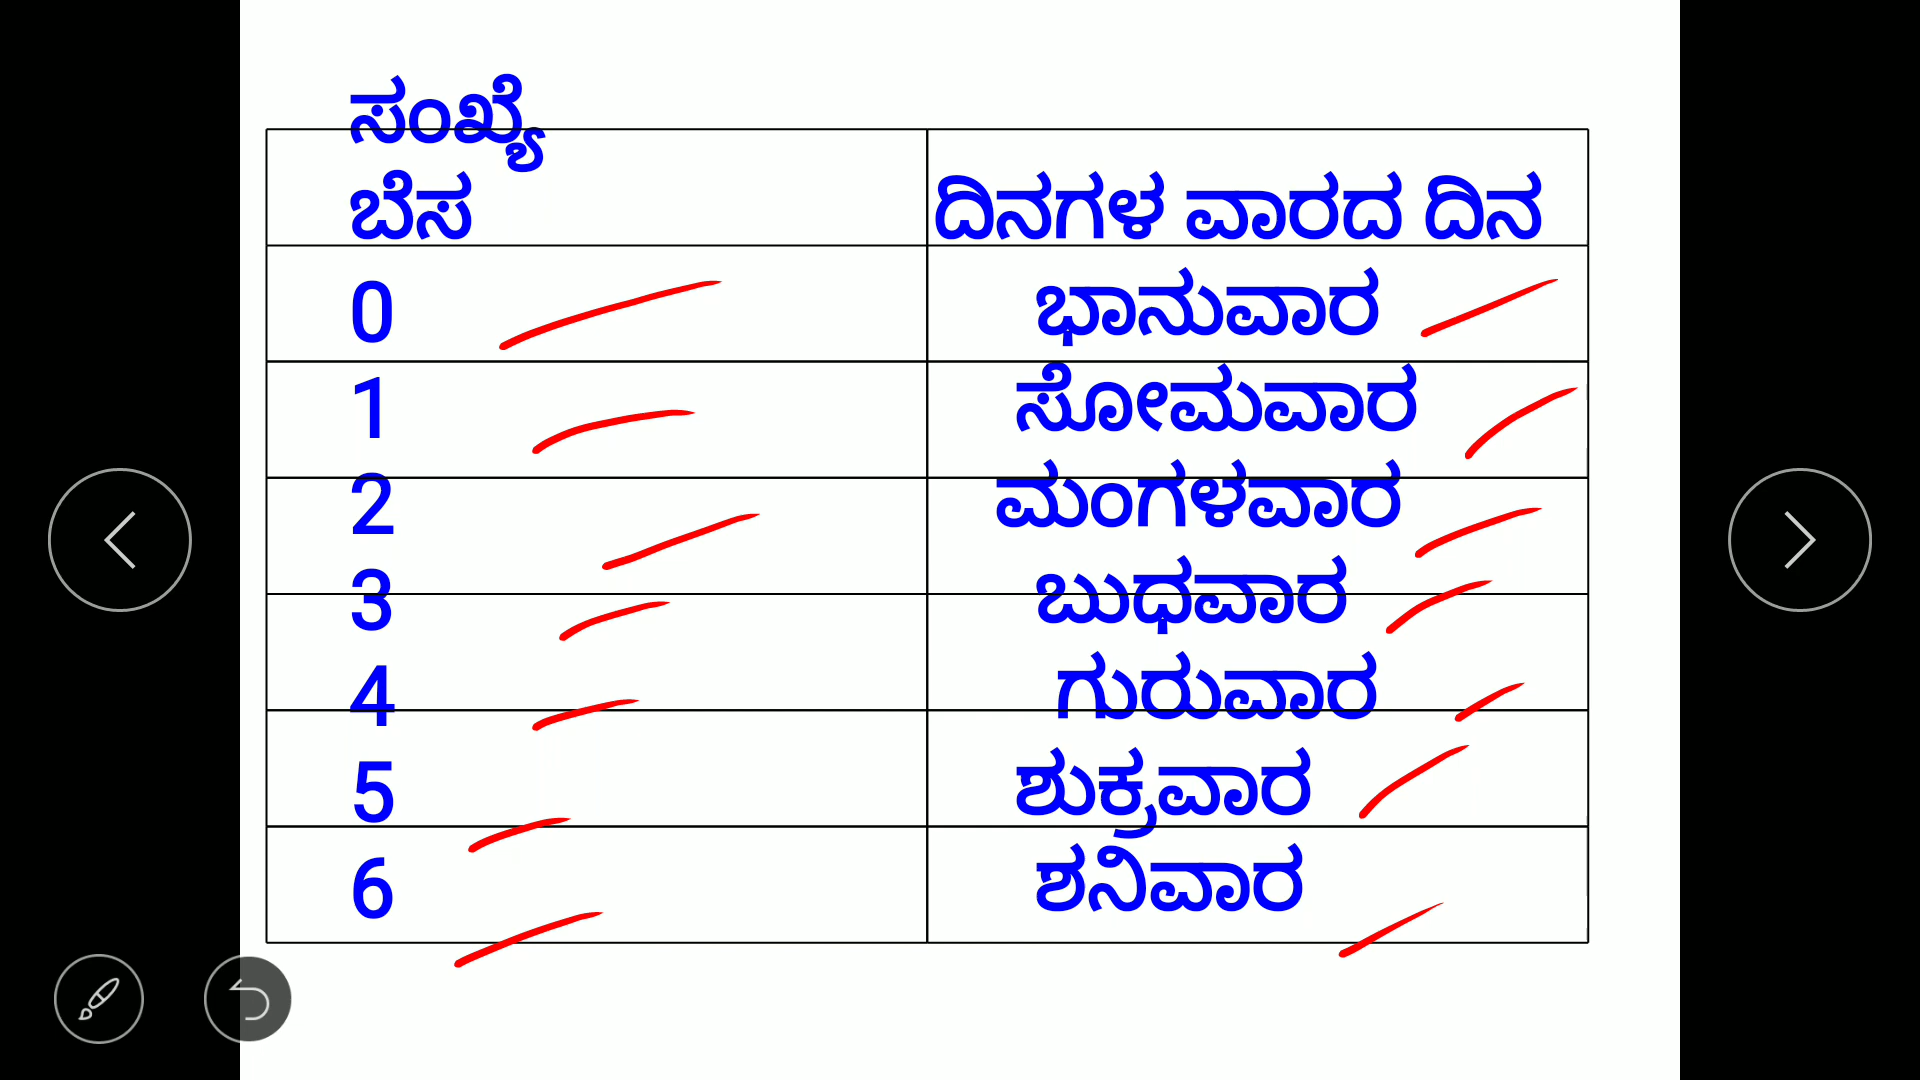 ಸಂಖ್ಯೆ
ಬೆಸ ದಿನಗಳ ವಾರದ ದಿನ
0 ಭಾನುವಾರ
1 ಸೋಮವಾರ
2 ಮಂಗಳವಾರ
3 ಬುಧವಾರ
4 ಗುರುವಾರ
5 ಶುಕ್ರವಾರ
6 ಶನಿವಾರ